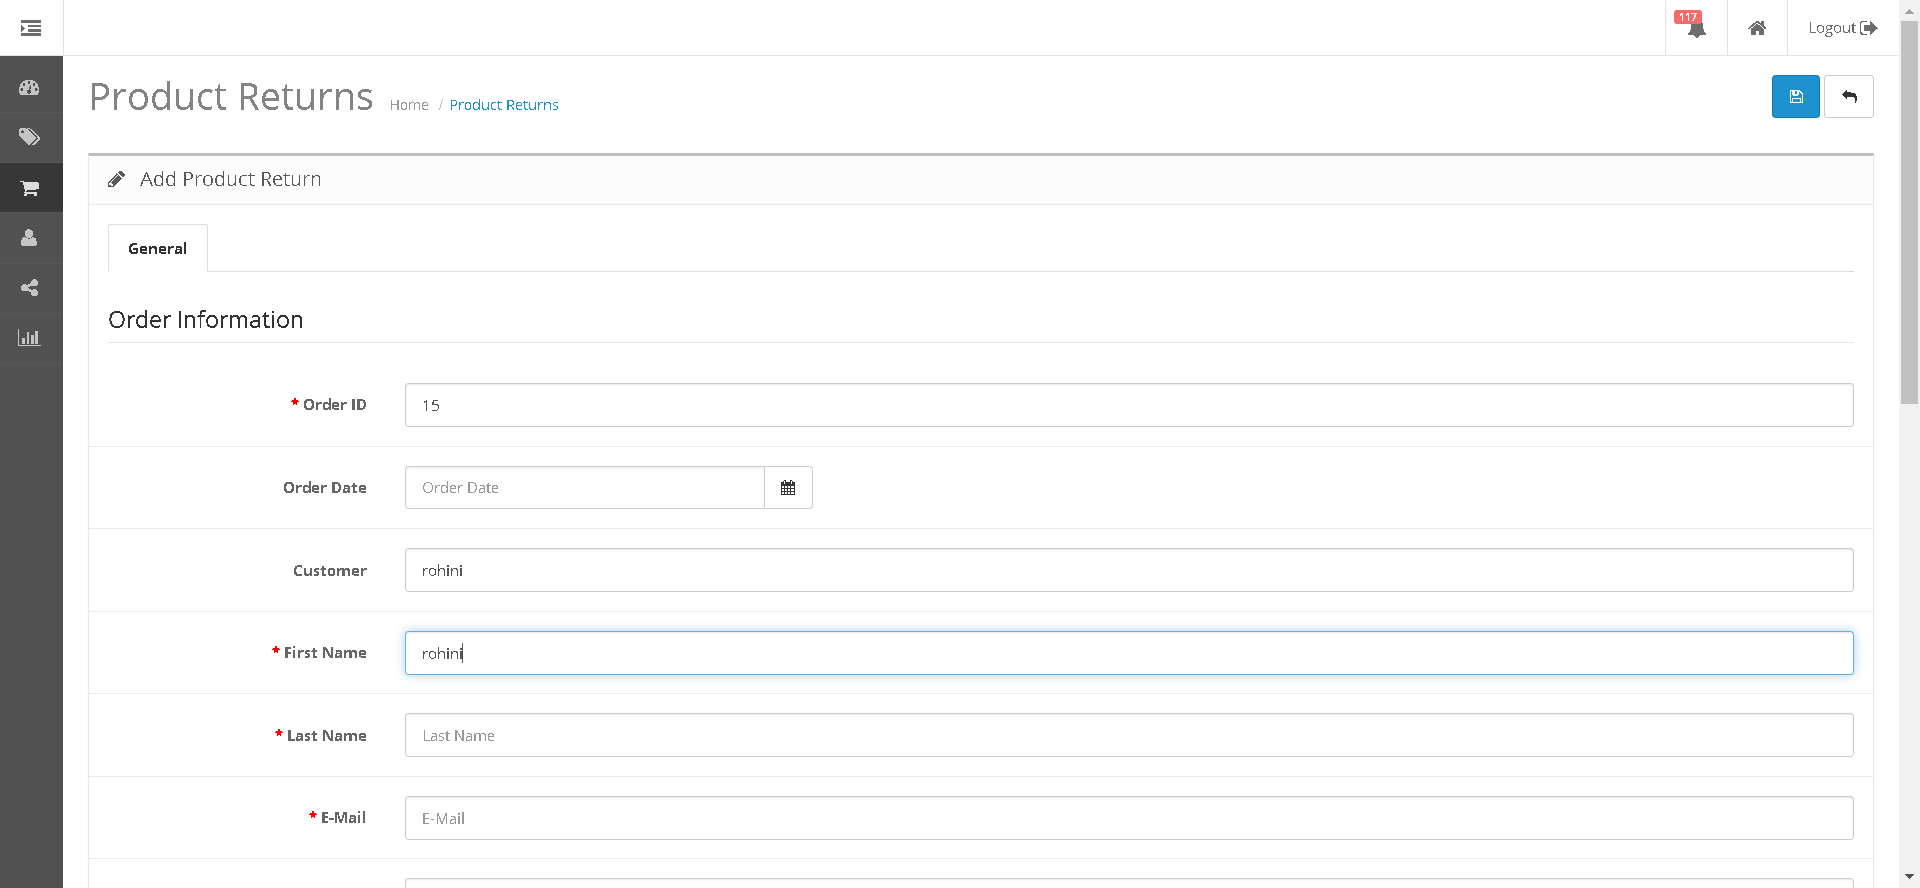 117
Logout
Product Returns
Home / Product Returns
Add Product Return
General
Order Information
* Order ID
15
Order Date
Order Date
Customer
rohini
* First Name
rohini
* Last Name
Last Name
* E-Mail
E-Mail